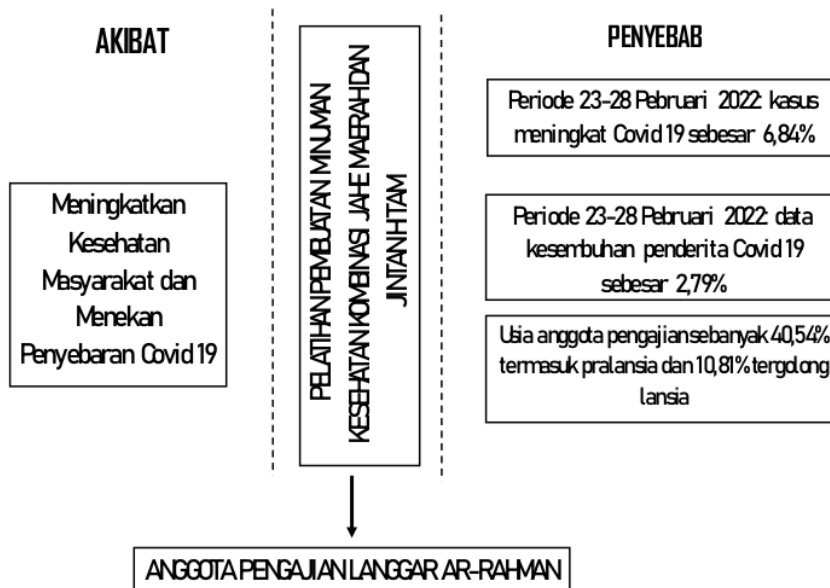 AKIBAT
Meningkatkan
Kesehatan
Masyarakat dan
Menekan
Penyebaran Covid 19
PELATIHAN PEMBUATAN MINUMAN
KESEHATAN KOMBINASI JAHE MAERAH DAN
JINTAN HITAM
PENYEBAB
Periode 23-28 Pebruari 2022: kasus
meningkat Covid 19 sebesar 6,84%
Periode 23-28 Pebruari 2022: data
kesembuhan penderita Covid 19
sebesar 2,79%
Usia anggota pengajian sebanyak 40,54%
termasuk pralansia dan 10,81% tergolong
lansia
ANGGOTA PENGAJIAN LANGGAR AR-RAHMAN